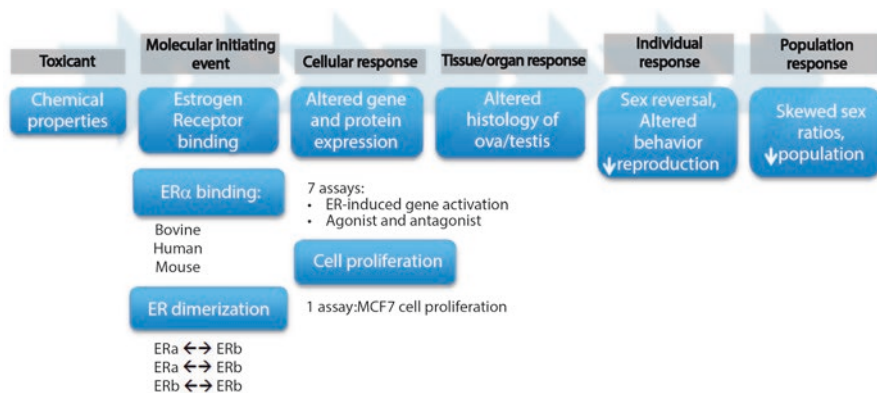 Toxicant
Molecular initiating
event
Cellular response
Tissue/organ response
Individual
response
Population
response
Chemical
properties
Estrogen
Receptor
binding
Altered gene
and protein
expression
Altered
histology of
ova/testis
Sex reversal,
Altered
behavior
↓reproduction
Skewed sex
ratios,
↓population
ERα binding:
Bovine
Human
Mouse
7 assays:
• ER-induced gene activation
• Agonist and antagonist
Cell proliferation
ER dimerization
1 assay:MCF7 cell proliferation
ERa ←→ ERb
ERa ←→ ERb
ERb ←→ ERb